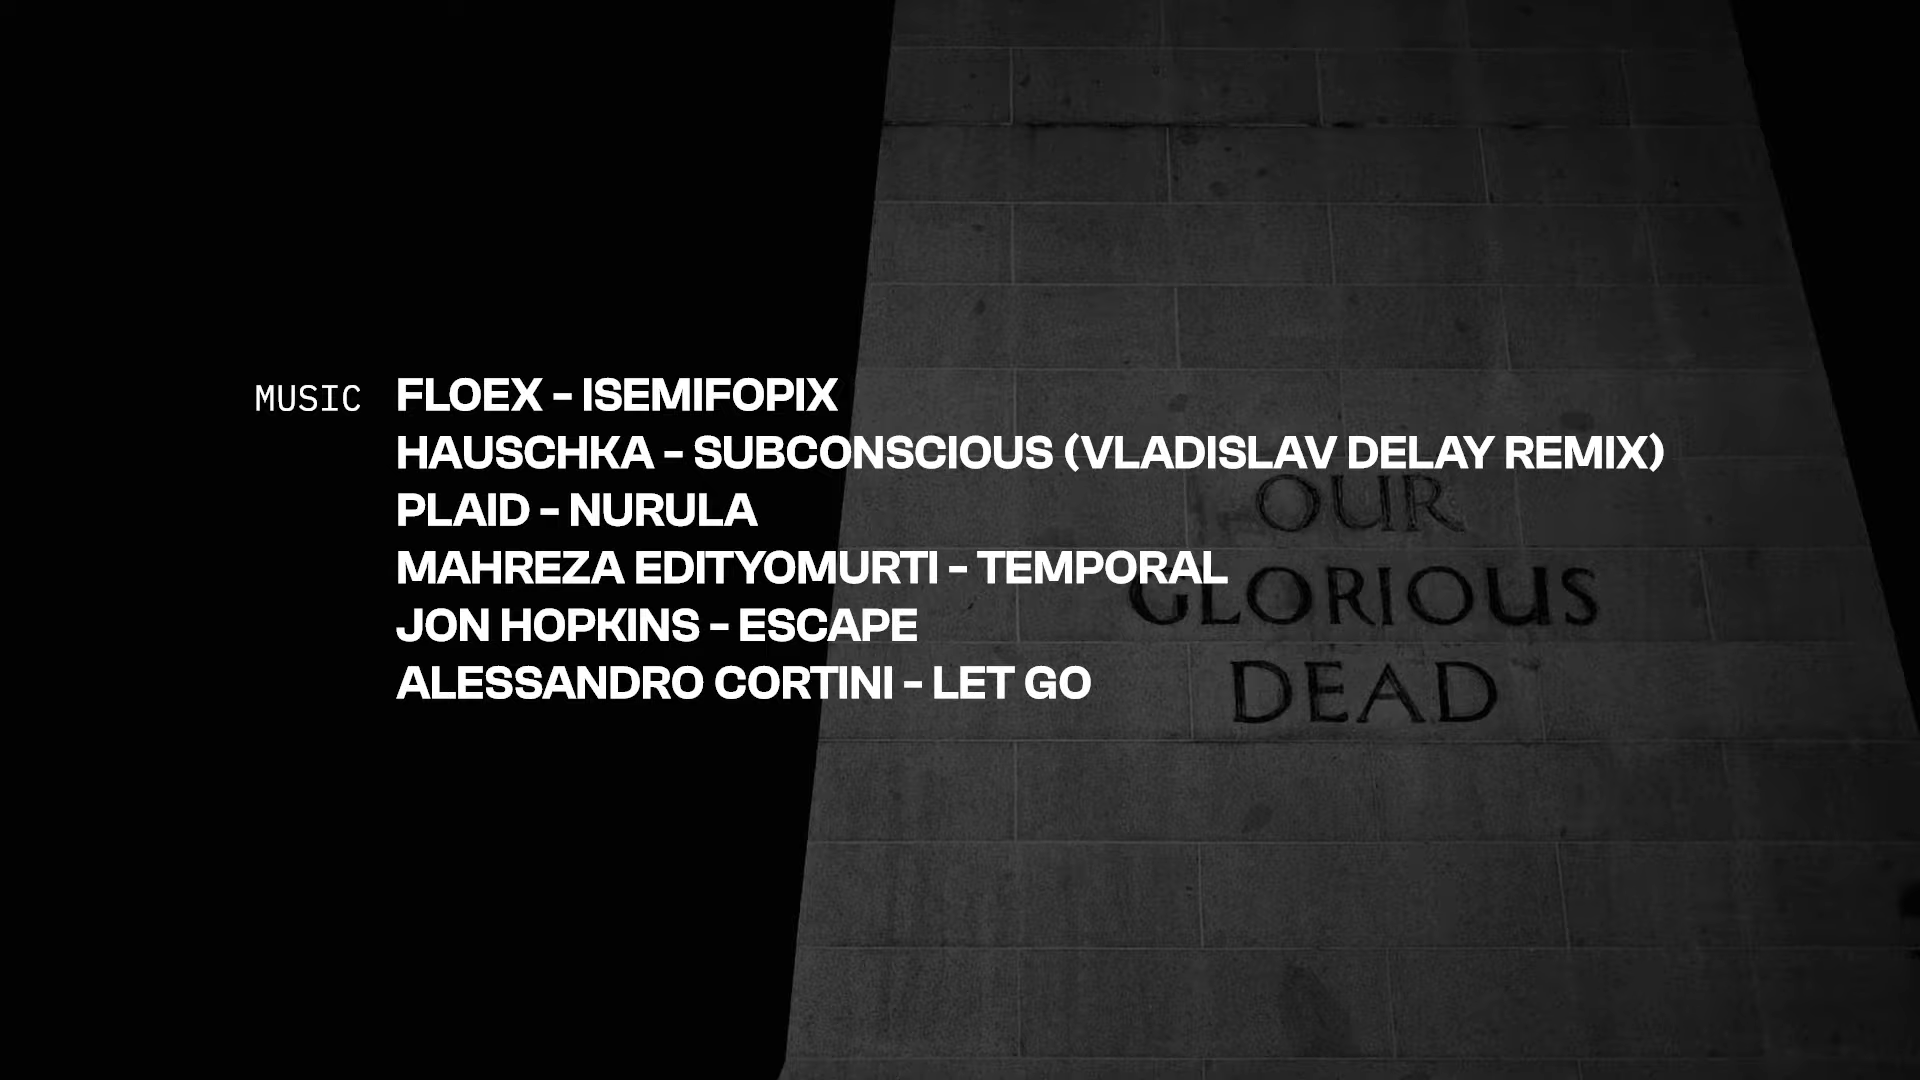 MUSIC
FLOEX – ISEMIFOPIX
HAUSCHKA – SUBCONSCIOUS (VLADISLAV DELAY REMIX)
PLAID – NURULA
MAHREZA EDITYOMURTI – TEMPORAL
JON HOPKINS – ESCAPE
ALESSANDRO CORTINI – LET GO
OUR
GLORIOUS
DEAD